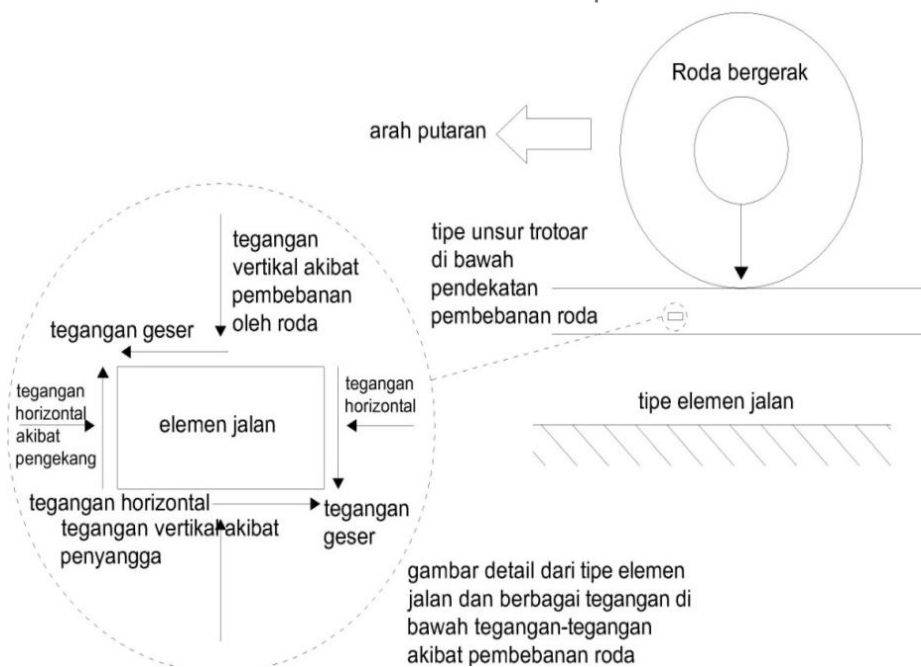 Roda bergerak
arah putaran
tipe unsur trotoar
di bawah
pendekatan
pembebanan roda
tegangan
vertikal akibat
pembebanan
oleh roda
tegangan geser
tegangan
horizontal
akibat
pengekang
elemen jalan
tegangan
horizontal
tipe elemen jalan
tegangan horizontal
tegangan
geser
tegangan vertikal akibat
penyangga
gambar detail dari tipe elemen
jalan dan berbagai tegangan di
bawah tegangan-tegangan
akibat pembebanan roda